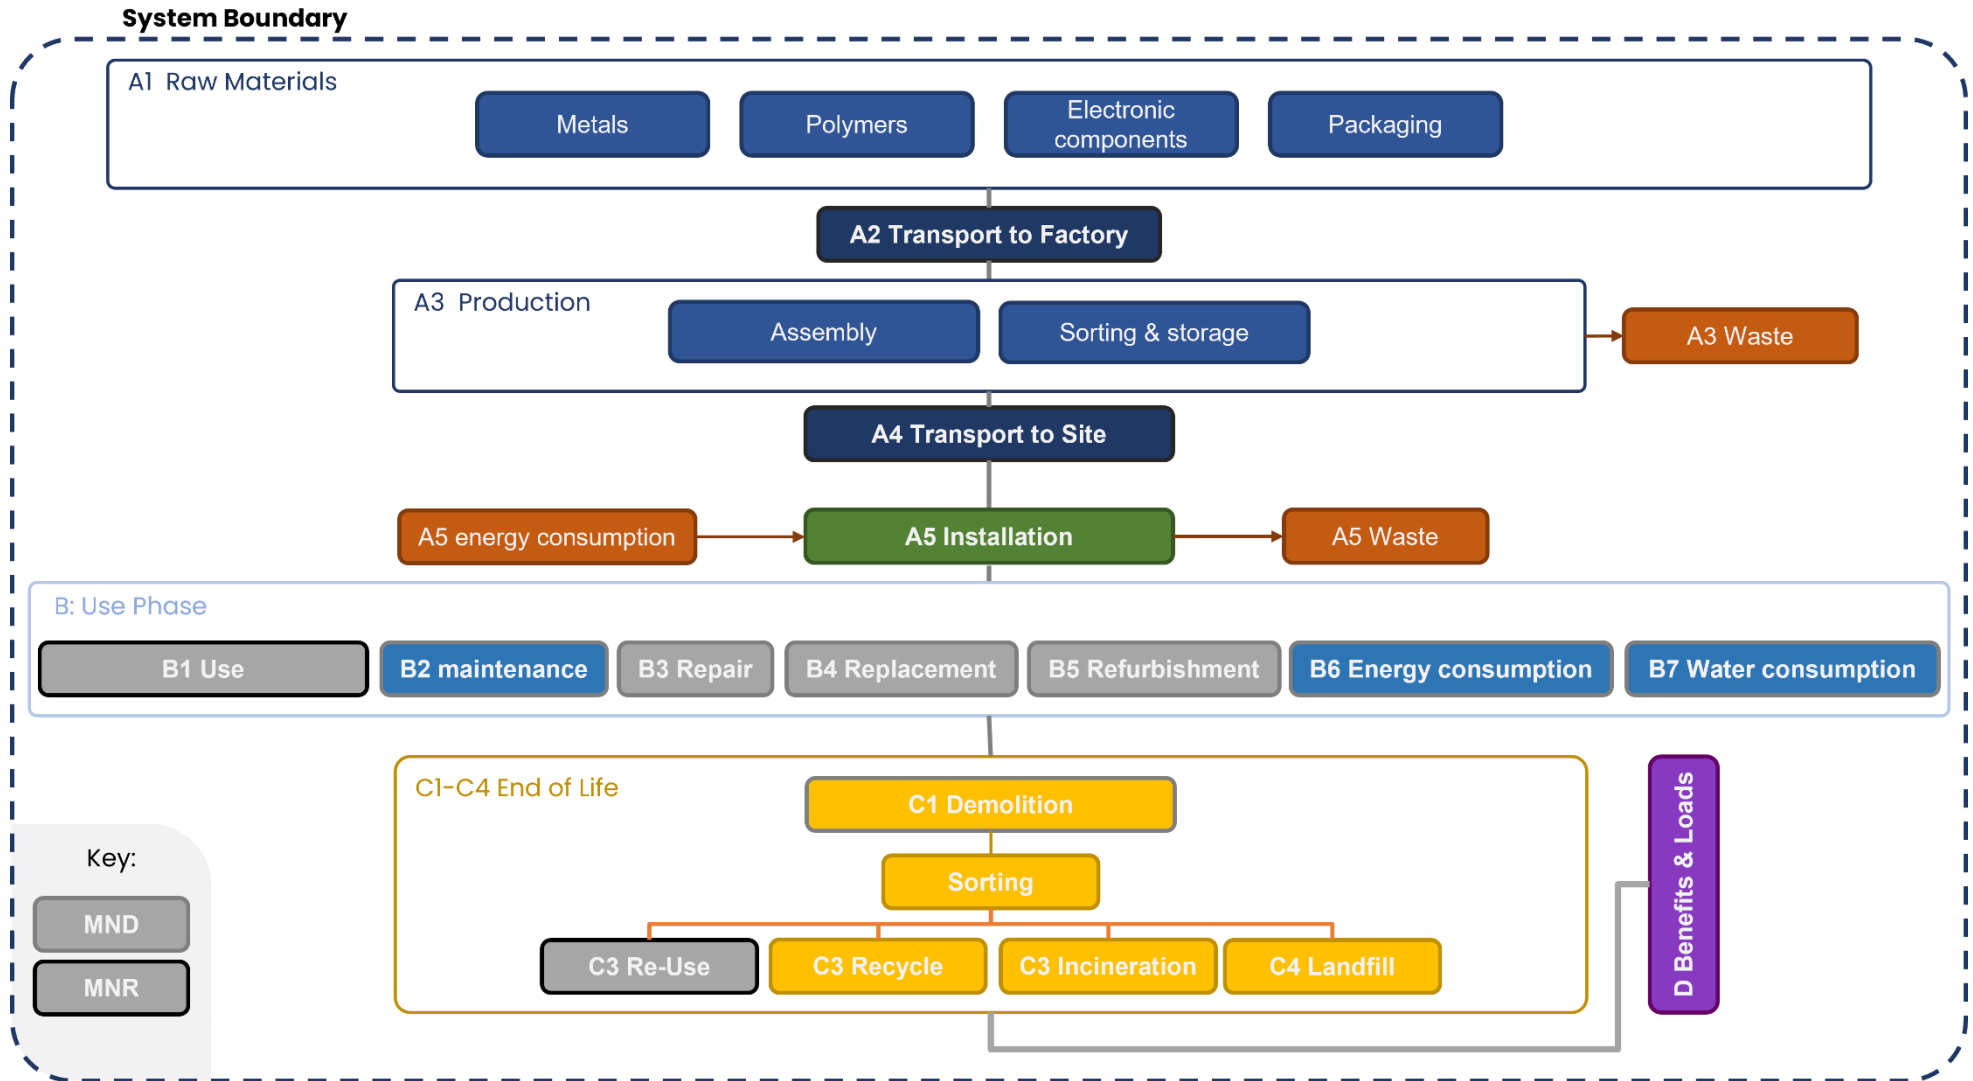 System Boundary
A1 Raw Materials
Metals
Polymers
Electronic
components
Packaging
A2 Transport to Factory
A3 Production
Assembly
Sorting & storage
A3 Waste
A4 Transport to Site
A5 energy consumption
A5 Installation
A5 Waste
B: Use Phase
B1 Use
B2 maintenance
B3 Repair
B4 Replacement
B5 Refurbishment
B6 Energy consumption
B7 Water consumption
C1-C4 End of Life
C1 Demolition
Sorting
C3 Re-Use
C3 Recycle
C3 Incineration
C4 Landfill
D Benefits & Loads
Key:
MND
MNR